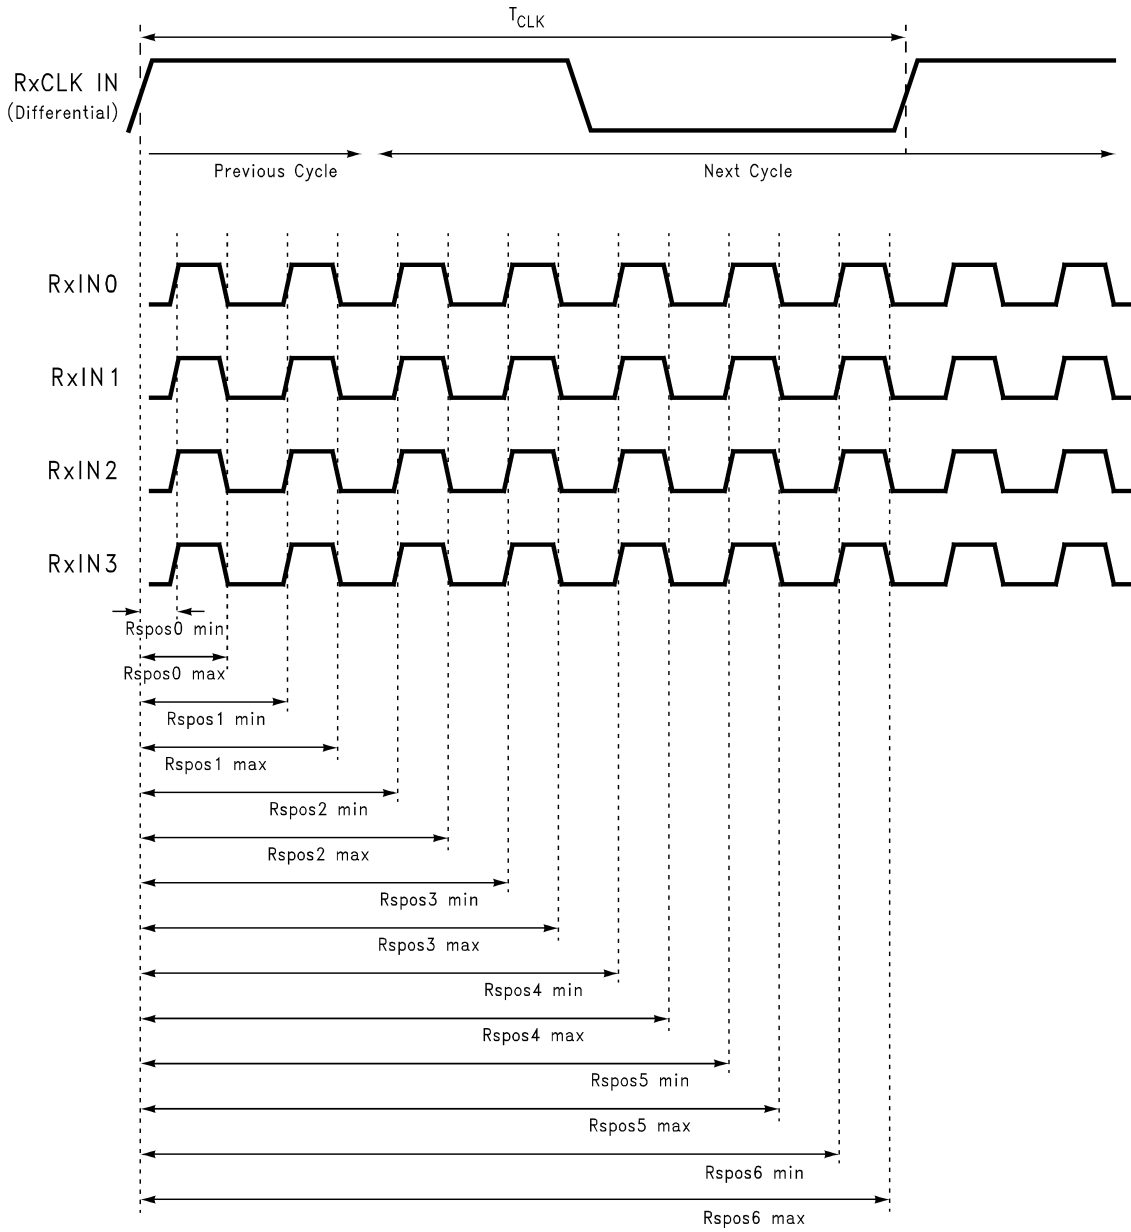 TCLK
RxCLK IN
(Differential)
Previous Cycle
Next Cycle
RxIN0
RxIN1
RxIN2
RxIN3
Rspos0 min
Rspos0 max
Rspos1 min
Rspos1 max
Rspos2 min
Rspos2 max
Rspos3 min
Rspos3 max
Rspos4 min
Rspos4 max
Rspos5 min
Rspos5 max
Rspos6 min
Rspos6 max